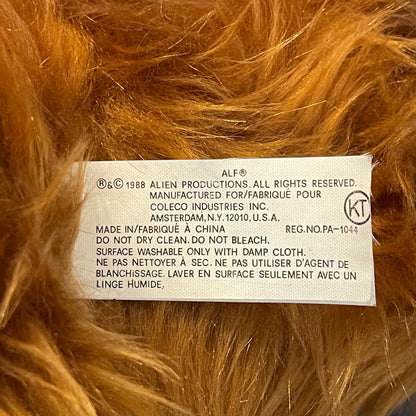 ALF®
®&© 1988 ALIEN PRODUCTIONS. ALL RIGHTS RESERVED.
MANUFACTURED FOR/FABRIQUÉ POUR
COLECO INDUSTRIES INC.
AMSTERDAM, N.Y. 12010, U.S.A.
KT
MADE IN/FABRIQUÉ À CHINA REG.NO.PA-1044
DO NOT DRY CLEAN. DO NOT BLEACH.
SURFACE WASHABLE ONLY WITH DAMP CLOTH.
NE PAS NETTOYER À SEC. NE PAS UTILISER D'AGENT DE
BLANCHiSSAGE. LAVER EN SURFACE SEULEMENT AVEC UN
LINGE HUMIDE,